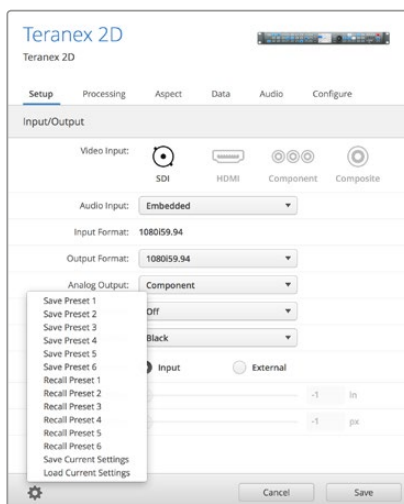 Teranex 2D
Teranex 2D
Setup Processing Aspect Data Audio Configure
Input/Output
Video Input:
SDI HDMI Component Composite
Audio Input: Embedded
Input Format: 1080i59.94
Output Format: 1080i59.94
Analog Output: Component
Off
Black
Input External
-1 ln
-1 px
Save Preset 1
Save Preset 2
Save Preset 3
Save Preset 4
Save Preset 5
Save Preset 6
Recall Preset 1
Recall Preset 2
Recall Preset 3
Recall Preset 4
Recall Preset 5
Recall Preset 6
Save Current Settings
Load Current Settings
Cancel Save